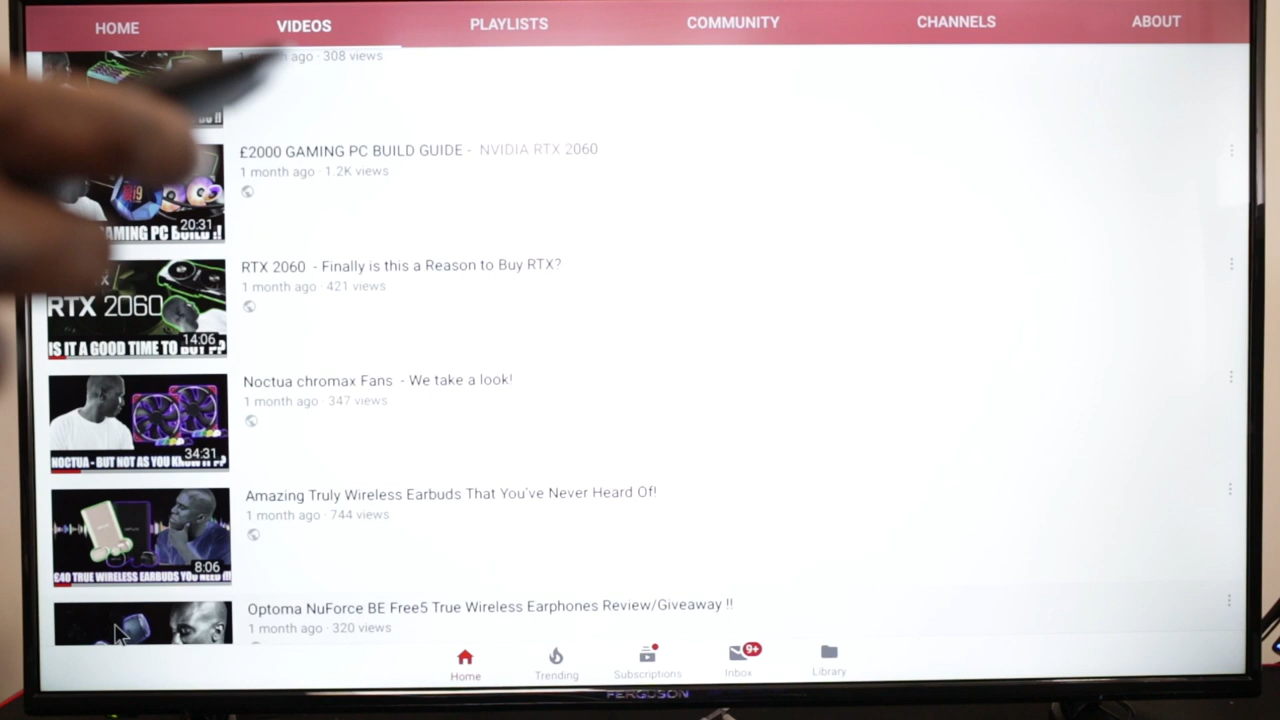 HOME VIDEOS PLAYLISTS COMMUNITY CHANNELS ABOUT
ago · 308 views
£2000 GAMING PC BUILD GUIDE - NVIDIA RTX 2060
1 month ago · 1.2K views
20:31
AMING PC BUILD !!
RTX 2060 - Finally is this a Reason to Buy RTX?
1 month ago · 421 views
RTX 2060
14:06
IS IT A GOOD TIME TO BUY ??
Noctua chromax Fans - We take a look!
1 month ago · 347 views
34:31
NOCTUA - BUT NOT AS YOU KNOW IT ??
Amazing Truly Wireless Earbuds That You've Never Heard Of!
1 month ago · 744 views
8:06
£40 TRUE WIRELESS EARBUDS YOU NEED
Optoma NuForce BE Free5 True Wireless Earphones Review/Giveaway !!
1 month ago · 320 views
9+
Home Trending Subscriptions Inbox Library
FERGUSON